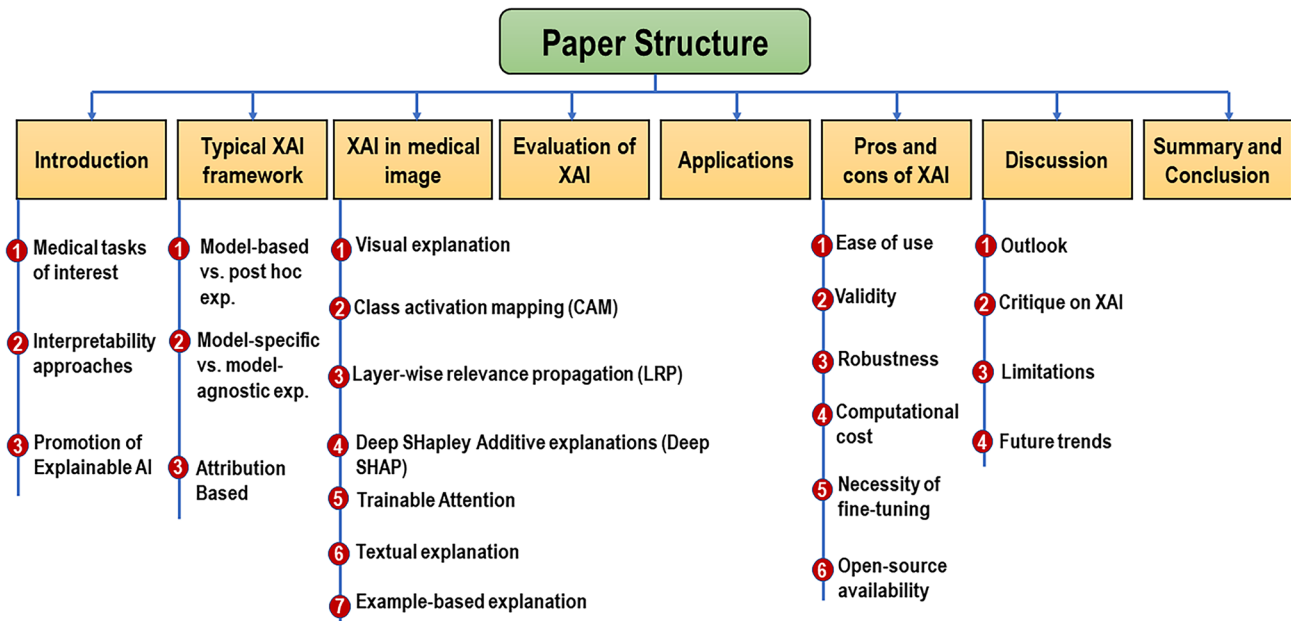 Paper Structure
Introduction
Typical XAI
framework
XAI in medical
image
Evaluation of
XAI
Applications
Pros and
cons of XAI
Discussion
Summary and
Conclusion
1 Medical tasks
of interest
2 Interpretability
approaches
3 Promotion of
Explainable AI
1 Model-based
vs. post hoc
exp.
2 Model-specific
vs. model-
agnostic exp.
3 Attribution
Based
1 Visual explanation
2 Class activation mapping (CAM)
3 Layer-wise relevance propagation (LRP)
4 Deep SHapley Additive explanations (Deep
SHAP)
5 Trainable Attention
6 Textual explanation
7 Example-based explanation
1 Ease of use
2 Validity
3 Robustness
4 Computational
cost
5 Necessity of
fine-tuning
6 Open-source
availability
1 Outlook
2 Critique on XAI
3 Limitations
4 Future trends